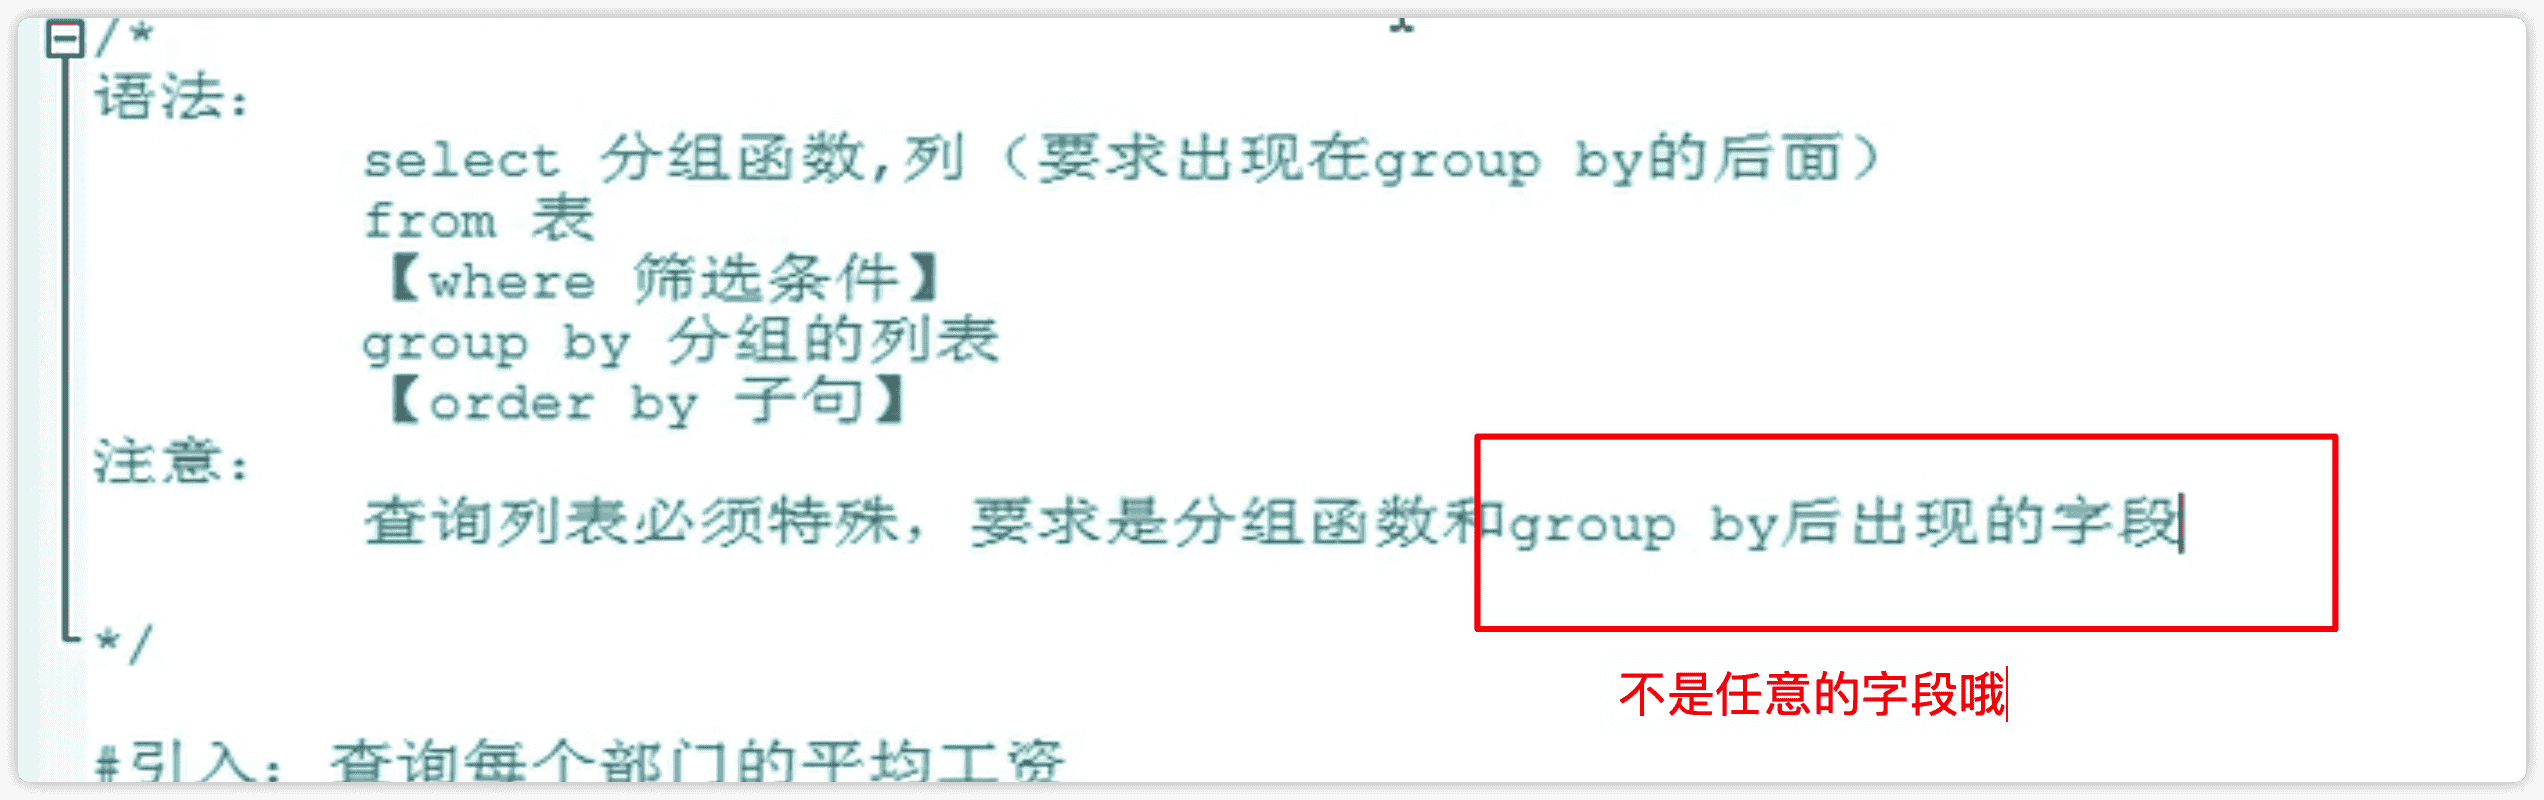 /*
语法：
select 分组函数,列（要求出现在group by的后面）
from 表
【where 筛选条件】
group by 分组的列表
【order by 子句】
注意：
查询列表必须特殊，要求是分组函数和group by后出现的字段
*/
不是任意的字段哦
#引入：查询每个部门的平均工资